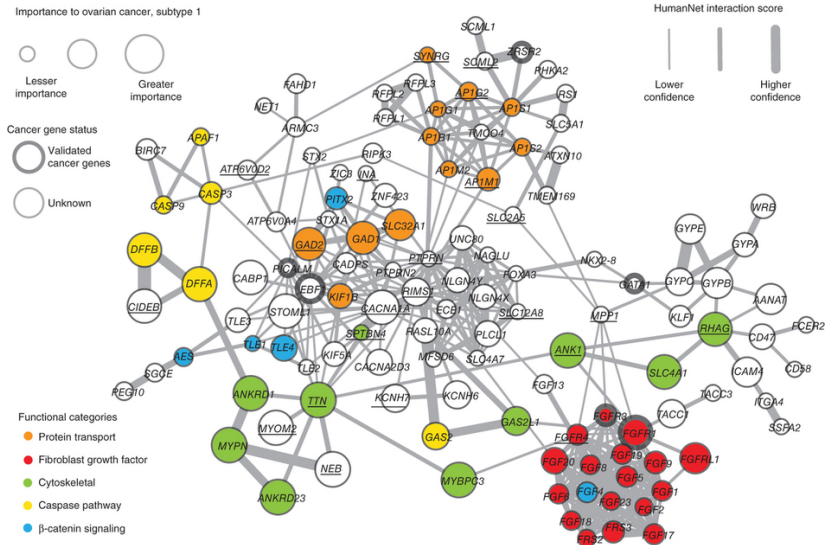 Importance to ovarian cancer, subtype 1
Lesser
importance
Greater
importance
Cancer gene status
Validated
cancer genes
Unknown
HumanNet interaction score
Lower
confidence
Higher
confidence
SCML1
ZRSR2
SYNRG
SCML2
PHKA2
RFPL3
RFPL2
AP1G2
RS1
AP1G1
AP1S1
RFPL1
SLC5A1
TMCO4
AP1B1
AP1S2
ATXN10
AP1M2
AP1M1
TMEM169
SLC2A5
FAHD1
NET1
ARMC3
APAF1
BIRC7
STX2
RIPK3
ATP6V0D2
ZIC3
INA
CASP3
CASP9
PITX2
ZNF423
ATP6V0A4
STX1A
SLC32A1
GAD1
GAD2
UNC80
DFFB
PTPRN
NAGLU
CADPS
PICALM
PTPRN2
FOXA3
NKX2-8
CABP1
NLGN4Y
DFFA
EBF1
KIF1B
RIMS1
NLGN4X
GATA1
CIDEB
STOML1
CACNA1A
ECE1
SLC12A8
TLE3
SPTBN4
RASL10A
PLCL1
MPP1
KLF1
TLE1
TLE4
KIF5A
MFSD6
SLC4A7
AES
TLE2
CACNA2D3
SGCE
PEG10
WRB
GYPE
GYPA
GYPC
GYPB
AANAT
RHAG
FCER2
CD47
ANK1
SLC4A1
CAM4
CD58
ITGA4
SSFA2
TACC3
TACC1
FGF13
KCNH7
KCNH6
ANKRD1
TTN
GAS2L1
MYOM2
GAS2
MYPN
NEB
MYBPC3
ANKRD23
FGFR3
FGFR4
FGFR1
FGF19
FGF20
FGF8
FGF9
FGFRL1
FGF5
FGF6
FGF4
FGF1
FGF23
FGF2
FGF18
FRS3
FRS2
FGF17
Functional categories
Protein transport
Fibroblast growth factor
Cytoskeletal
Caspase pathway
β-catenin signaling